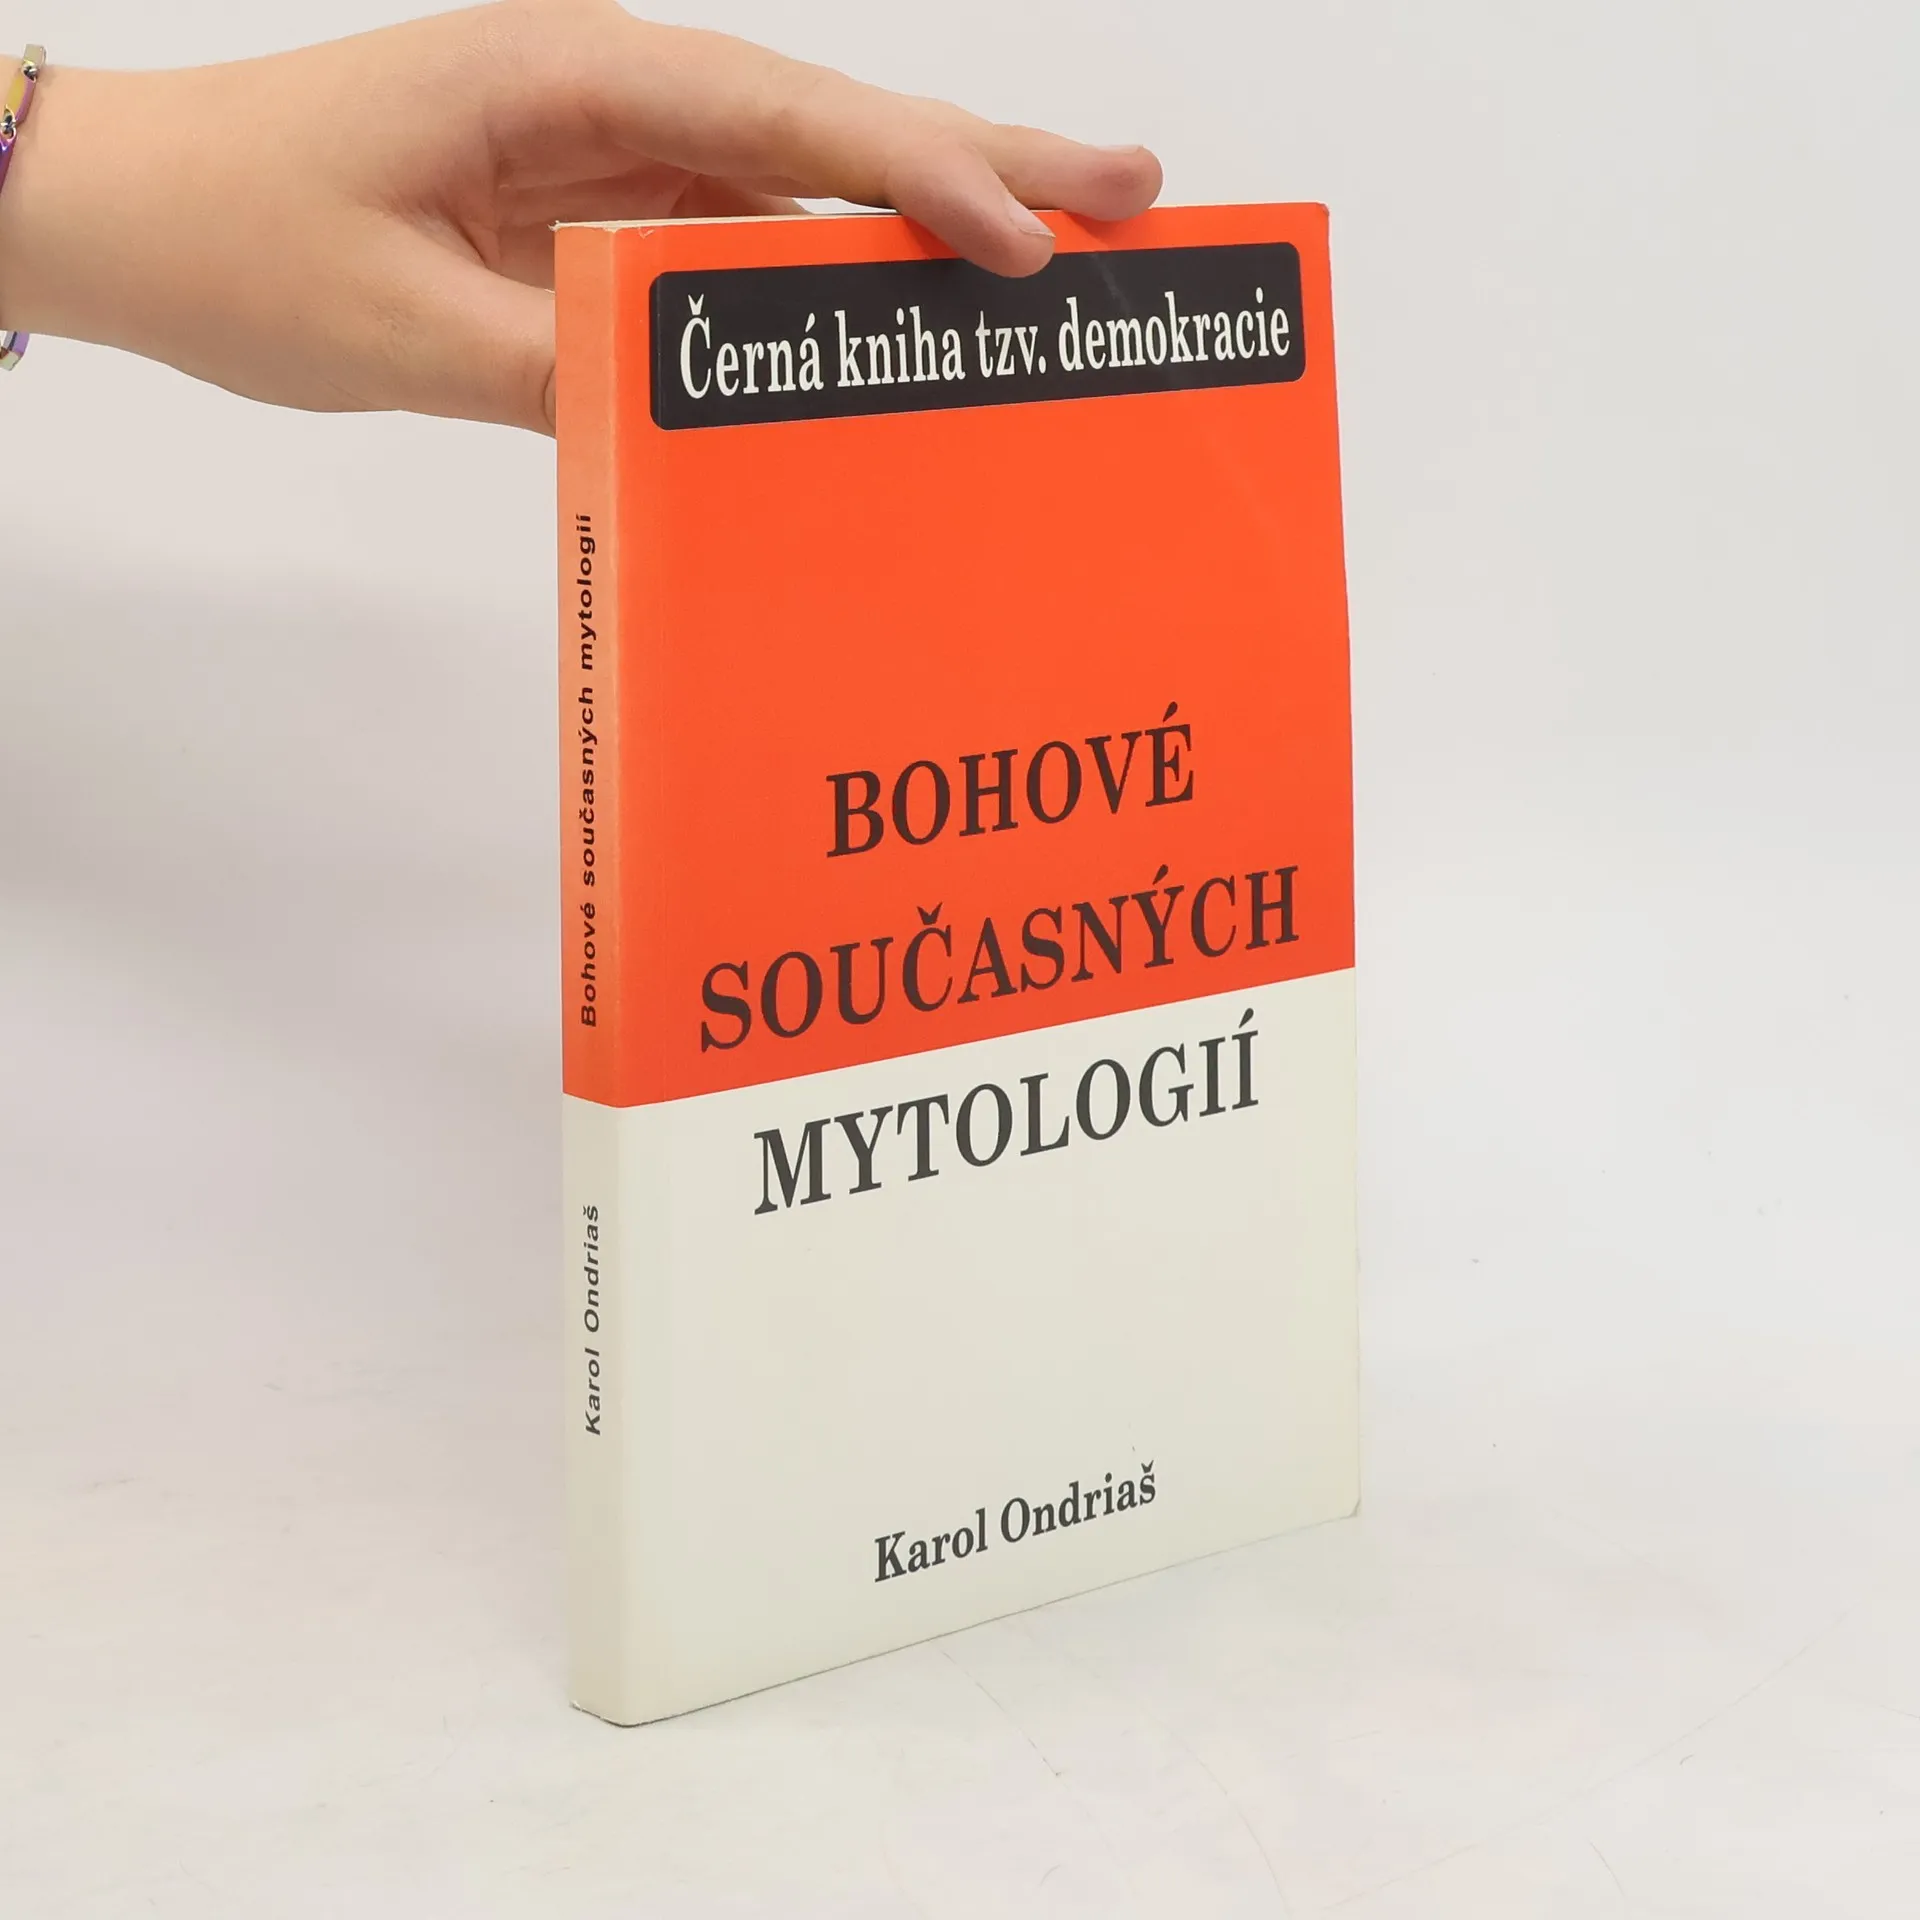 Černá kniha tzv. demokracie
BOHOVÉ
SOUČASNÝCH
MYTOLOGIÍ
Karol Ondriaš
Bohové současných mytologií
Karol Ondriaš